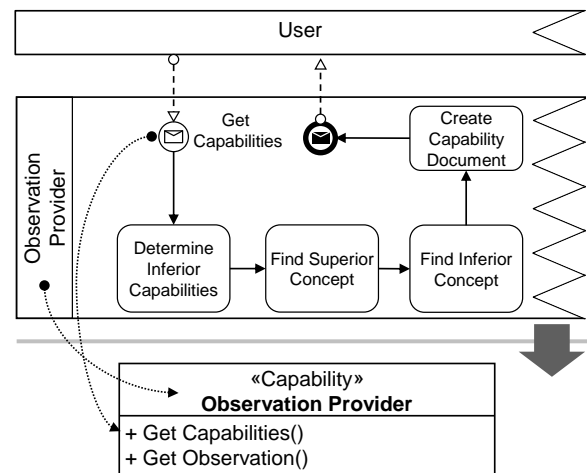 User
Get
Capabilities
Create
Capability
Document
Observation
Provider
Determine
Inferior
Capabilities
Find Superior
Concept
Find Inferior
Concept
«Capability»
Observation Provider
+ Get Capabilities()
+ Get Observation()